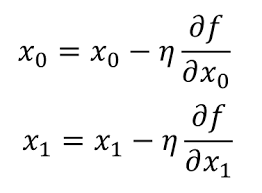 x₀ = x₀ − η ∂f/∂x₀
x₁ = x₁ − η ∂f/∂x₁